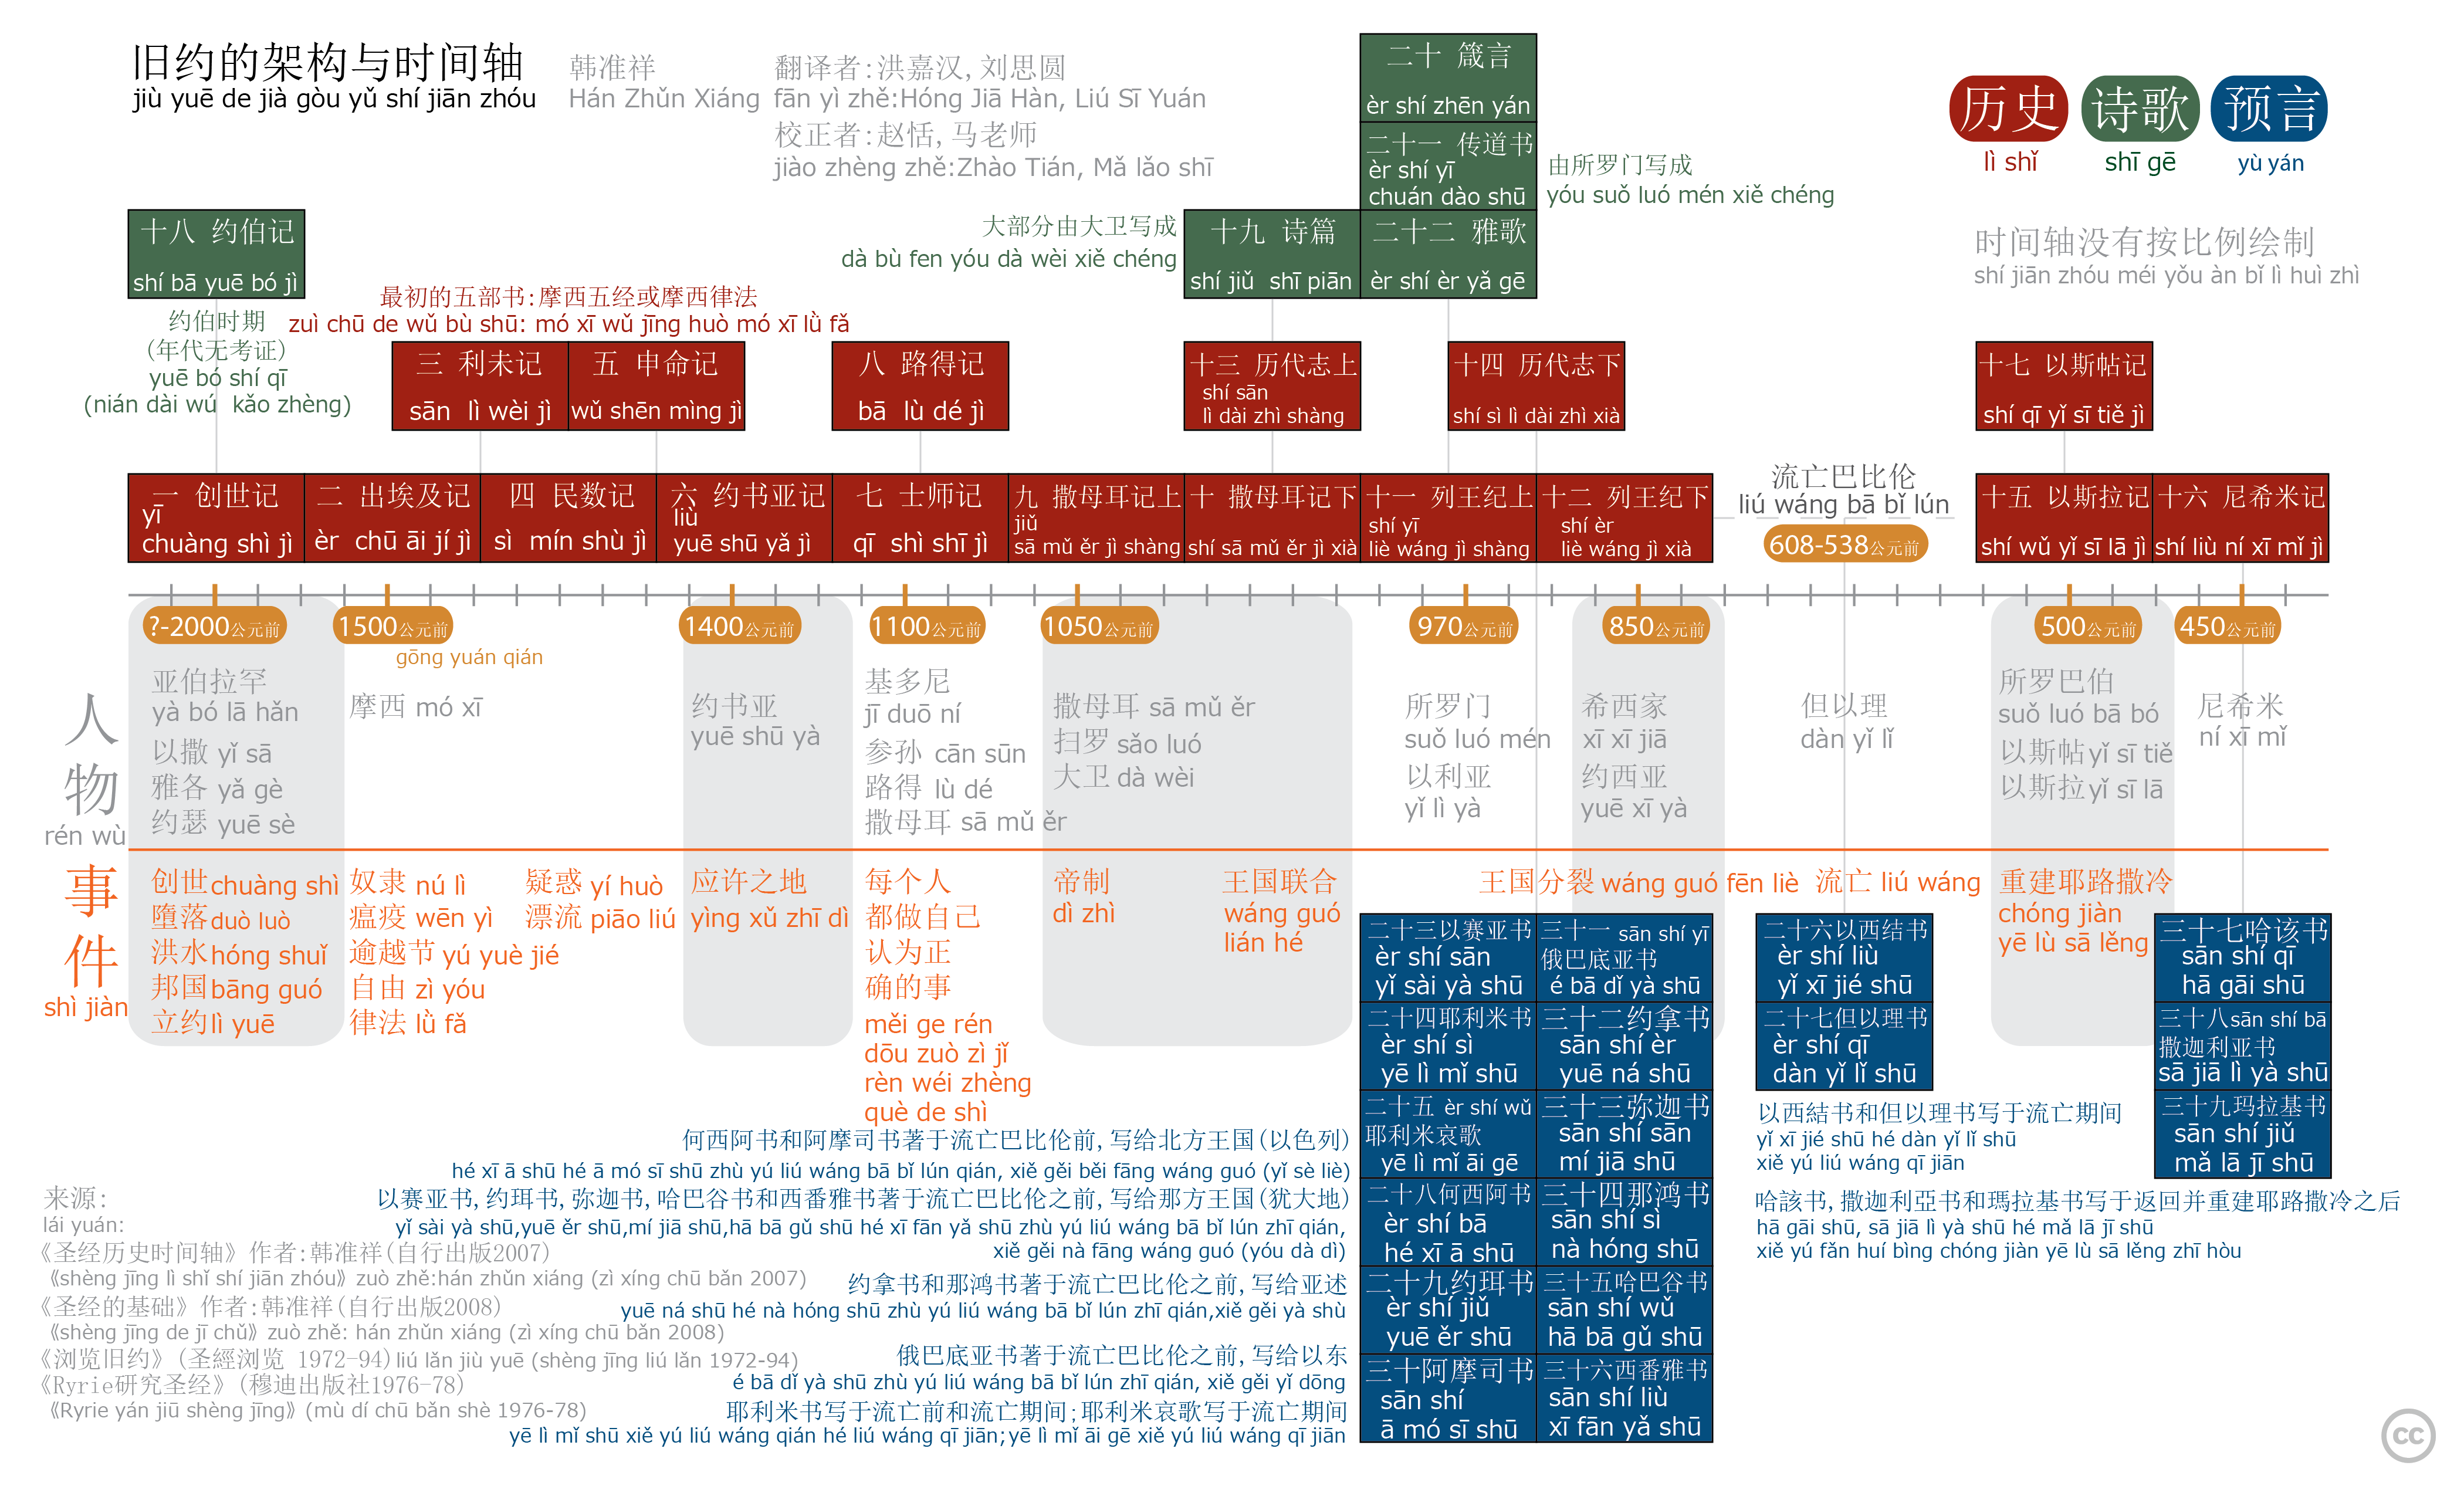 旧约的架构与时间轴
jiù yuē de jià gòu yǔ shí jiān zhóu
韩准祥
Hán Zhǔn Xiáng
翻译者:洪嘉汉,刘思圆
fān yì zhě:Hóng Jiā Hàn, Liú Sī Yuán
校正者:赵恬,马老师
jiào zhèng zhě:Zhào Tián, Mǎ lǎo shī
历史
lì shǐ
诗歌
shī gē
预言
yù yán
时间轴没有按比例绘制
shí jiān zhóu méi yǒu àn bǐ lì huì zhì
二十 箴言
èr shí zhēn yán
二十一 传道书
èr shí yī
chuán dào shū
由所罗门写成
yóu suǒ luó mén xiě chéng
大部分由大卫写成
dà bù fen yóu dà wèi xiě chéng
十九 诗篇
shí jiǔ shī piān
二十二 雅歌
èr shí èr yǎ gē
十八 约伯记
shí bā yuē bó jì
约伯时期
(年代无考证)
yuē bó shí qī
(nián dài wú kǎo zhèng)
最初的五部书:摩西五经或摩西律法
zuì chū de wǔ bù shū: mó xī wǔ jīng huò mó xī lǜ fǎ
三 利未记
sān lì wèi jì
五 申命记
wǔ shēn mìng jì
八 路得记
bā lù dé jì
十三 历代志上
shí sān
lì dài zhì shàng
十四 历代志下
shí sì lì dài zhì xià
十七 以斯帖记
shí qī yǐ sī tiě jì
一 创世记
yī
chuàng shì jì
二 出埃及记
èr chū āi jí jì
四 民数记
sì mín shù jì
六 约书亚记
liù
yuē shū yǎ jì
七 士师记
qī shì shī jì
九 撒母耳记上
jiǔ
sā mǔ ěr jì shàng
十 撒母耳记下
shí sā mǔ ěr jì xià
十一 列王纪上
shí yī
liè wáng jì shàng
十二 列王纪下
shí èr
liè wáng jì xià
流亡巴比伦
liú wáng bā bǐ lún
608-538公元前
十五 以斯拉记
shí wǔ yǐ sī lā jì
十六 尼希米记
shí liù ní xī mǐ jì
?-2000公元前
1500公元前
gōng yuán qián
1400公元前
1100公元前
1050公元前
970公元前
850公元前
500公元前
450公元前
人物
rén wù
亚伯拉罕
yà bó lā hǎn
以撒 yǐ sā
雅各 yǎ gè
约瑟 yuē sè
摩西 mó xī
约书亚
yuē shū yà
基多尼
jī duō ní
参孙 cān sūn
路得 lù dé
撒母耳 sā mǔ ěr
撒母耳 sā mǔ ěr
扫罗 sǎo luó
大卫 dà wèi
所罗门
suǒ luó mén
以利亚
yǐ lì yà
希西家
xī xī jiā
约西亚
yuē xī yà
但以理
dàn yǐ lǐ
所罗巴伯
suǒ luó bā bó
以斯帖 yǐ sī tiě
以斯拉 yǐ sī lā
尼希米
ní xī mǐ
事件
shì jiàn
创世 chuàng shì
墮落 duò luò
洪水 hóng shuǐ
邦国 bāng guó
立约 lì yuē
奴隶 nú lì
瘟疫 wēn yì
逾越节 yú yuè jié
自由 zì yóu
律法 lǜ fǎ
疑惑 yí huò
漂流 piāo liú
应许之地
yìng xǔ zhī dì
每个人
都做自己
认为正
确的事
měi ge rén
dōu zuò zì jǐ
rèn wéi zhèng
què de shì
帝制
dì zhì
王国联合
wáng guó
lián hé
王国分裂 wáng guó fēn liè
流亡 liú wáng
重建耶路撒冷
chóng jiàn
yē lù sā lěng
二十三以赛亚书
èr shí sān
yǐ sài yà shū
三十一 sān shí yī
俄巴底亚书
é bā dǐ yà shū
二十四耶利米书
èr shí sì
yē lì mǐ shū
三十二约拿书
sān shí èr
yuē ná shū
二十五 èr shí wǔ
耶利米哀歌
yē lì mǐ āi gē
三十三弥迦书
sān shí sān
mí jiā shū
二十八何西阿书
èr shí bā
hé xī ā shū
三十四那鸿书
sān shí sì
nà hóng shū
二十九约珥书
èr shí jiǔ
yuē ěr shū
三十五哈巴谷书
sān shí wǔ
hā bā gǔ shū
三十阿摩司书
sān shí
ā mó sī shū
三十六西番雅书
sān shí liù
xī fān yǎ shū
二十六以西结书
èr shí liù
yǐ xī jié shū
二十七但以理书
èr shí qī
dàn yǐ lǐ shū
三十七哈该书
sān shí qī
hā gāi shū
三十八sān shí bā
撒迦利亚书
sā jiā lì yà shū
三十九玛拉基书
sān shí jiǔ
mǎ lā jī shū
以西結书和但以理书写于流亡期间
yǐ xī jié shū hé dàn yǐ lǐ shū
xiě yú liú wáng qī jiān
哈該书,撒迦利亞书和瑪拉基书写于返回并重建耶路撒冷之后
hā gāi shū, sā jiā lì yà shū hé mǎ lā jī shū
xiě yú fǎn huí bìng chóng jiàn yē lù sā lěng zhī hòu
何西阿书和阿摩司书著于流亡巴比伦前,写给北方王国(以色列)
hé xī ā shū hé ā mó sī shū zhù yú liú wáng bā bǐ lún qián, xiě gěi běi fāng wáng guó (yǐ sè liè)
以赛亚书,约珥书,弥迦书,哈巴谷书和西番雅书著于流亡巴比伦之前,写给那方王国(犹大地)
yǐ sài yà shū,yuē ěr shū,mí jiā shū,hā bā gǔ shū hé xī fān yǎ shū zhù yú liú wáng bā bǐ lún zhī qián,
xiě gěi nà fāng wáng guó (yóu dà dì)
约拿书和那鸿书著于流亡巴比伦之前,写给亚述
yuē ná shū hé nà hóng shū zhù yú liú wáng bā bǐ lún zhī qián,xiě gěi yà shù
俄巴底亚书著于流亡巴比伦之前,写给以东
é bā dǐ yà shū zhù yú liú wáng bā bǐ lún zhī qián, xiě gěi yǐ dōng
耶利米书写于流亡前和流亡期间;耶利米哀歌写于流亡期间
yē lì mǐ shū xiě yú liú wáng qián hé liú wáng qī jiān;yē lì mǐ āi gē xiě yú liú wáng qī jiān
来源:
lái yuán:
《圣经历史时间轴》作者:韩准祥(自行出版2007)
《shèng jīng lì shǐ shí jiān zhóu》zuò zhě:hán zhǔn xiáng (zì xíng chū bǎn 2007)
《圣经的基础》作者:韩准祥(自行出版2008)
《shèng jīng de jī chǔ》zuò zhě: hán zhǔn xiáng (zì xíng chū bǎn 2008)
《浏览旧约》(圣經浏览 1972-94)liú lǎn jiù yuē (shèng jīng liú lǎn 1972-94)
《Ryrie研究圣经》(穆迪出版社1976-78)
《Ryrie yán jiū shèng jīng》(mù dí chū bǎn shè 1976-78)
cc